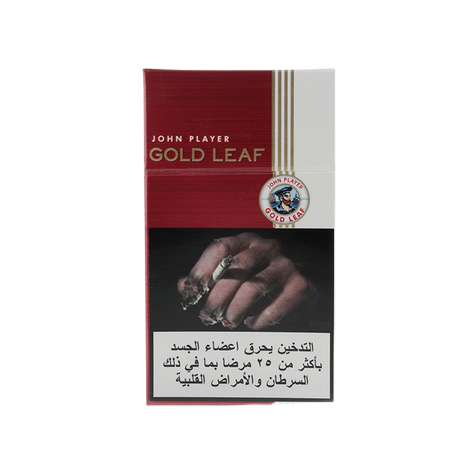 JOHN PLAYER
GOLD LEAF
JOHN PLAYER
GOLD LEAF
التدخين يحرق اعضاء الجسد
بأكثر من ٢٥ مرضا بما في ذلك
السرطان والأمراض القلبية